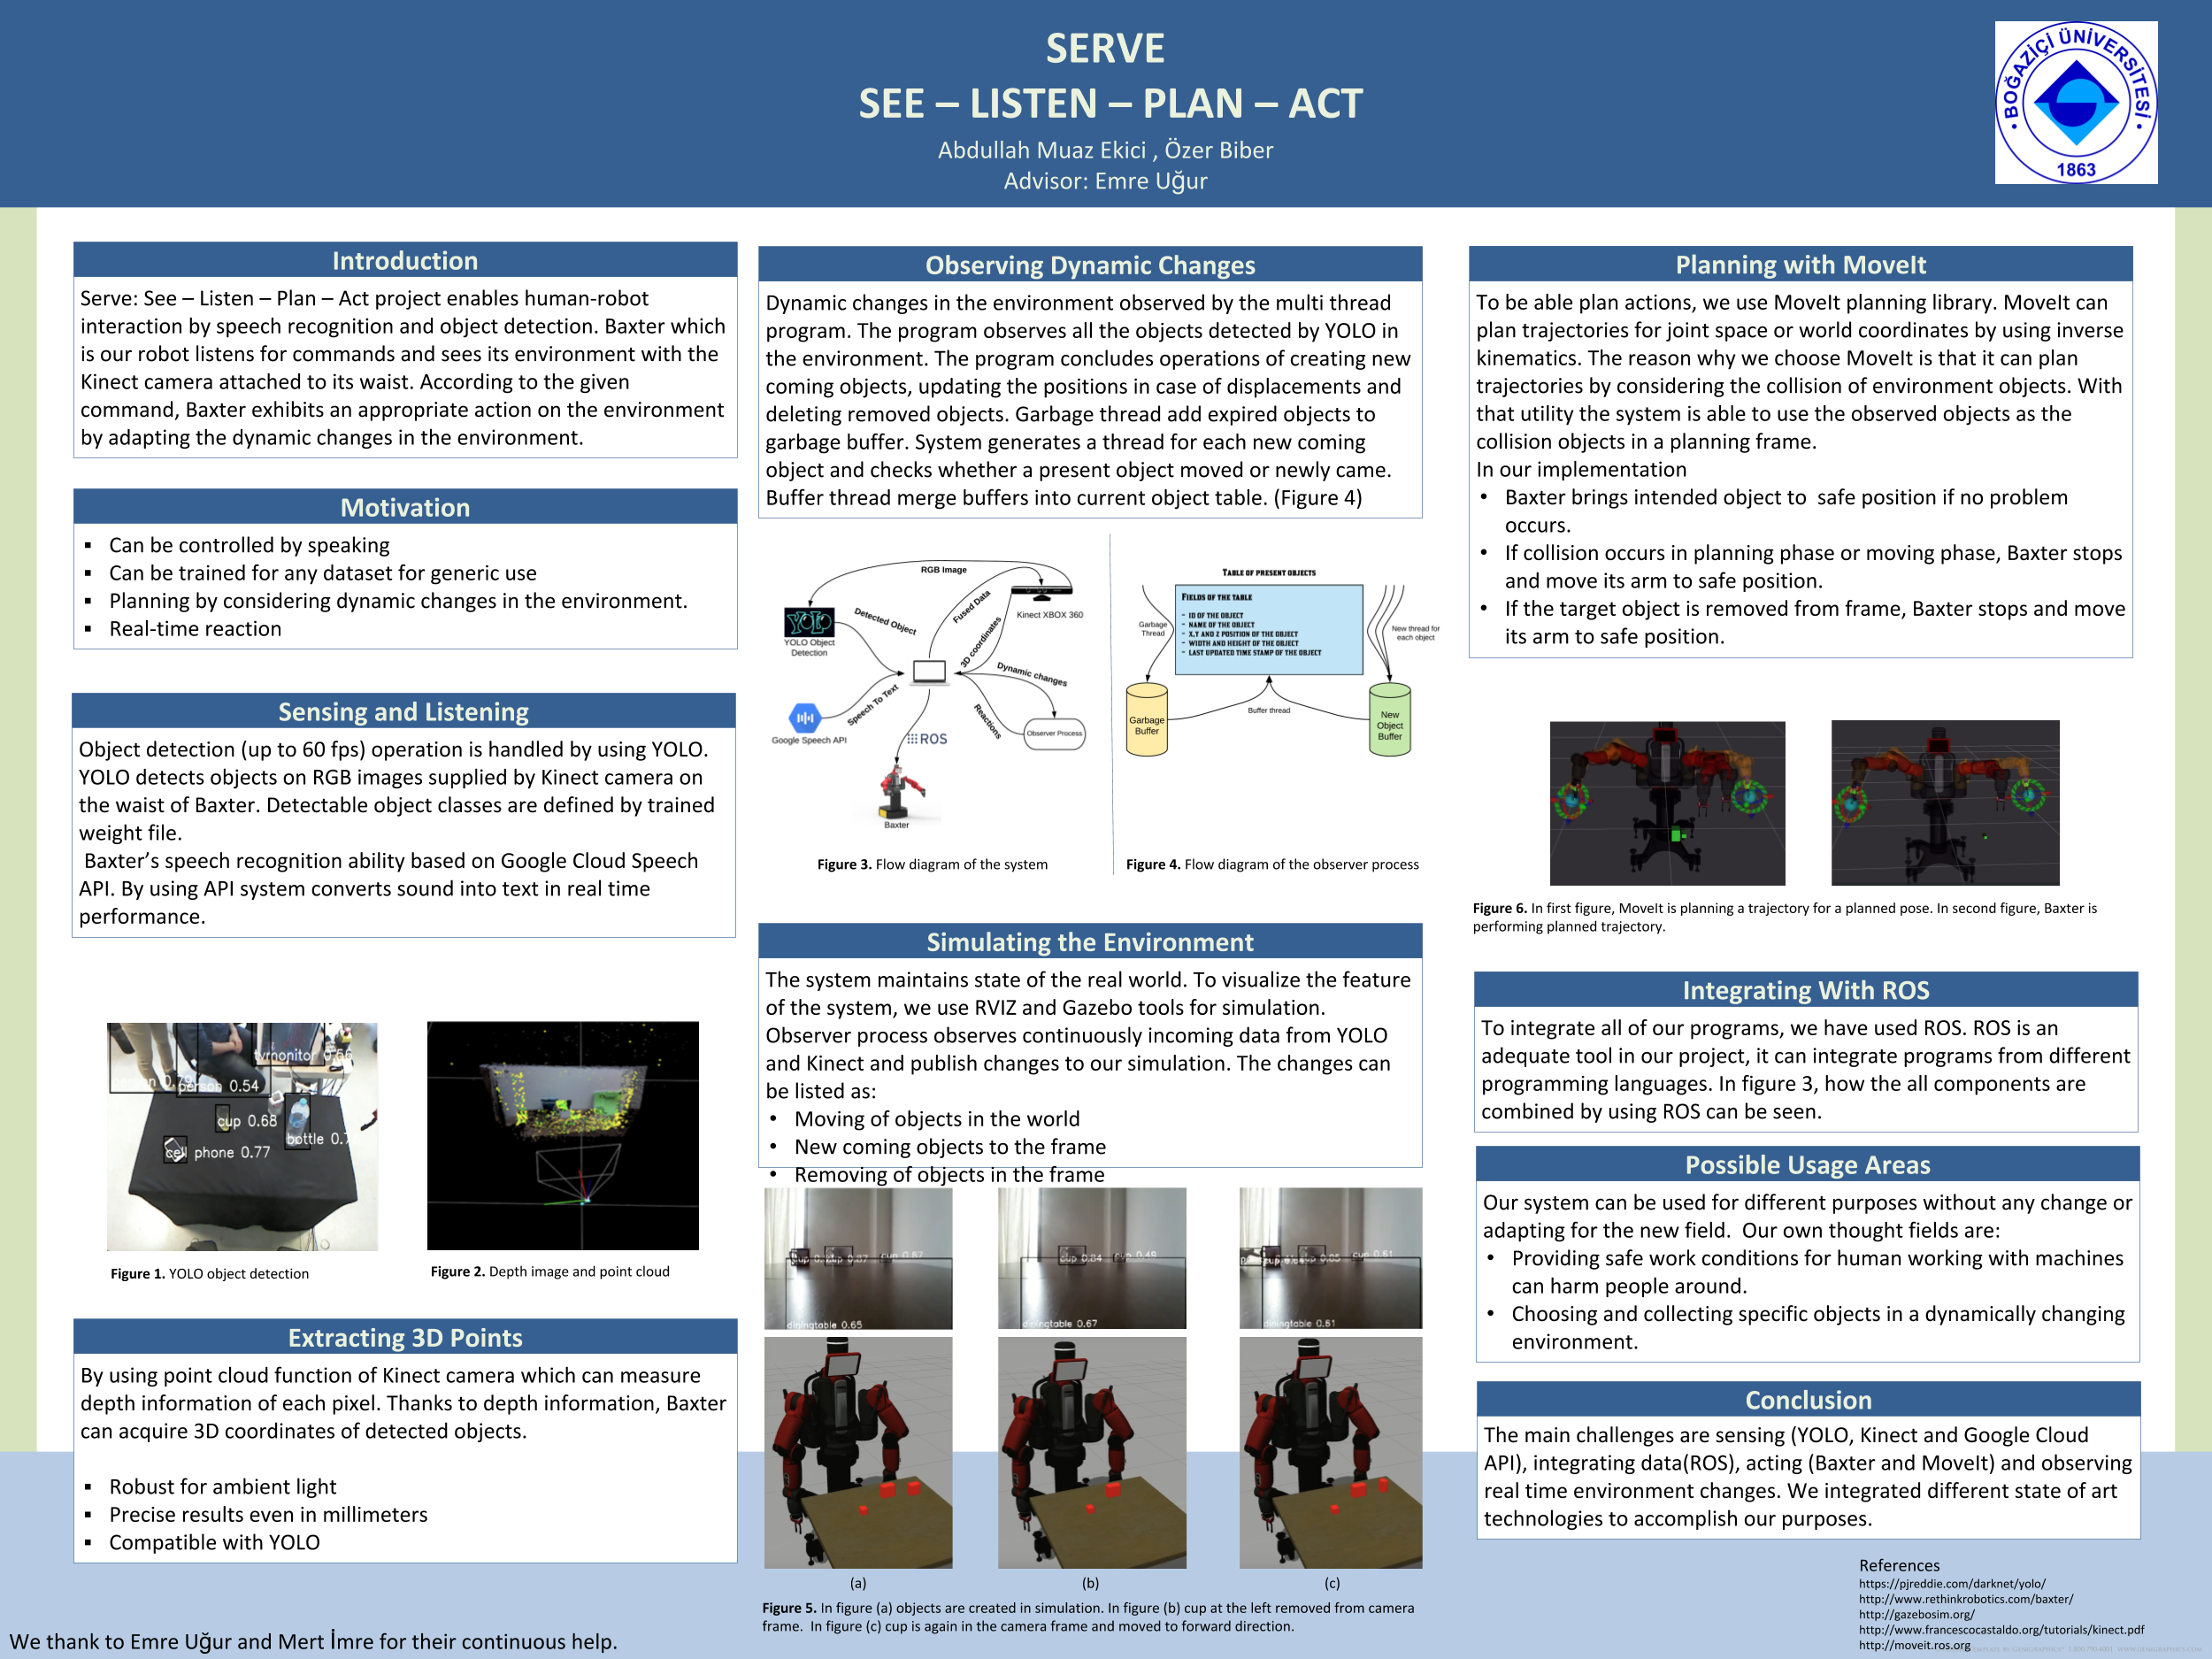 SERVE
SEE – LISTEN – PLAN – ACT
Abdullah Muaz Ekici , Özer Biber
Advisor: Emre Uğur
BOĞAZİÇİ ÜNİVERSİTESİ
1863
Introduction
Serve: See – Listen – Plan – Act project enables human-robot
interaction by speech recognition and object detection. Baxter which
is our robot listens for commands and sees its environment with the
Kinect camera attached to its waist. According to the given
command, Baxter exhibits an appropriate action on the environment
by adapting the dynamic changes in the environment.
Motivation
▪ Can be controlled by speaking
▪ Can be trained for any dataset for generic use
▪ Planning by considering dynamic changes in the environment.
▪ Real-time reaction
Sensing and Listening
Object detection (up to 60 fps) operation is handled by using YOLO.
YOLO detects objects on RGB images supplied by Kinect camera on
the waist of Baxter. Detectable object classes are defined by trained
weight file.
Baxter’s speech recognition ability based on Google Cloud Speech
API. By using API system converts sound into text in real time
performance.
tvmonitor 0.66
person 0.54
cup 0.68
bottle 0.7
cell phone 0.77
Figure 1. YOLO object detection
Figure 2. Depth image and point cloud
Extracting 3D Points
By using point cloud function of Kinect camera which can measure
depth information of each pixel. Thanks to depth information, Baxter
can acquire 3D coordinates of detected objects.
▪ Robust for ambient light
▪ Precise results even in millimeters
▪ Compatible with YOLO
We thank to Emre Uğur and Mert İmre for their continuous help.
Observing Dynamic Changes
Dynamic changes in the environment observed by the multi thread
program. The program observes all the objects detected by YOLO in
the environment. The program concludes operations of creating new
coming objects, updating the positions in case of displacements and
deleting removed objects. Garbage thread add expired objects to
garbage buffer. System generates a thread for each new coming
object and checks whether a present object moved or newly came.
Buffer thread merge buffers into current object table. (Figure 4)
RGB Image
Kinect XBOX 360
YOLO
YOLO Object
Detection
Detected Object
Fused Data
3D coordinates
Dynamic changes
Speech To Text
Google Speech API
Reactions
Observer Process
ROS
Baxter
Figure 3. Flow diagram of the system
TABLE OF PRESENT OBJECTS
FIELDS OF THE TABLE
- ID OF THE OBJECT
- NAME OF THE OBJECT
- X,Y AND Z POSITION OF THE OBJECT
- WIDTH AND HEIGHT OF THE OBJECT
- LAST UPDATED TIME STAMP OF THE OBJECT
Garbage
Thread
New thread for
each object
Buffer thread
Garbage
Buffer
New
Object
Buffer
Figure 4. Flow diagram of the observer process
Simulating the Environment
The system maintains state of the real world. To visualize the feature
of the system, we use RVIZ and Gazebo tools for simulation.
Observer process observes continuously incoming data from YOLO
and Kinect and publish changes to our simulation. The changes can
be listed as:
• Moving of objects in the world
• New coming objects to the frame
• Removing of objects in the frame
cup 0.67
diningtable 0.65
cup 0.84 cup 0.49
diningtable 0.67
cup 0.61
diningtable 0.61
(a)
(b)
(c)
Figure 5. In figure (a) objects are created in simulation. In figure (b) cup at the left removed from camera
frame. In figure (c) cup is again in the camera frame and moved to forward direction.
Planning with MoveIt
To be able plan actions, we use MoveIt planning library. MoveIt can
plan trajectories for joint space or world coordinates by using inverse
kinematics. The reason why we choose MoveIt is that it can plan
trajectories by considering the collision of environment objects. With
that utility the system is able to use the observed objects as the
collision objects in a planning frame.
In our implementation
• Baxter brings intended object to safe position if no problem
occurs.
• If collision occurs in planning phase or moving phase, Baxter stops
and move its arm to safe position.
• If the target object is removed from frame, Baxter stops and move
its arm to safe position.
Figure 6. In first figure, MoveIt is planning a trajectory for a planned pose. In second figure, Baxter is
performing planned trajectory.
Integrating With ROS
To integrate all of our programs, we have used ROS. ROS is an
adequate tool in our project, it can integrate programs from different
programming languages. In figure 3, how the all components are
combined by using ROS can be seen.
Possible Usage Areas
Our system can be used for different purposes without any change or
adapting for the new field. Our own thought fields are:
• Providing safe work conditions for human working with machines
can harm people around.
• Choosing and collecting specific objects in a dynamically changing
environment.
Conclusion
The main challenges are sensing (YOLO, Kinect and Google Cloud
API), integrating data(ROS), acting (Baxter and MoveIt) and observing
real time environment changes. We integrated different state of art
technologies to accomplish our purposes.
References
https://pjreddie.com/darknet/yolo/
http://www.rethinkrobotics.com/baxter/
http://gazebosim.org/
http://www.francescocastaldo.org/tutorials/kinect.pdf
http://moveit.ros.org